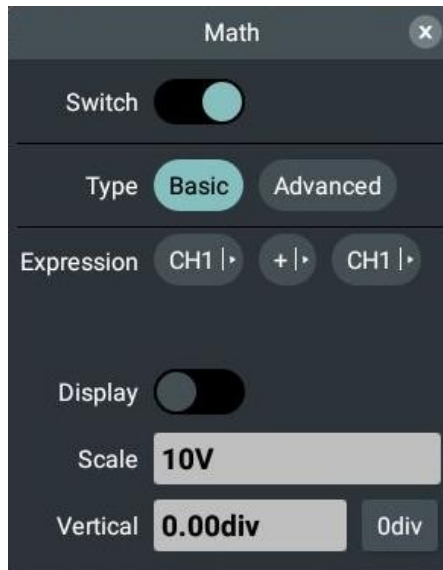 Math x
Switch
Type Basic Advanced
Expression CH1 + CH1
Display
Scale 10V
Vertical 0.00div 0div